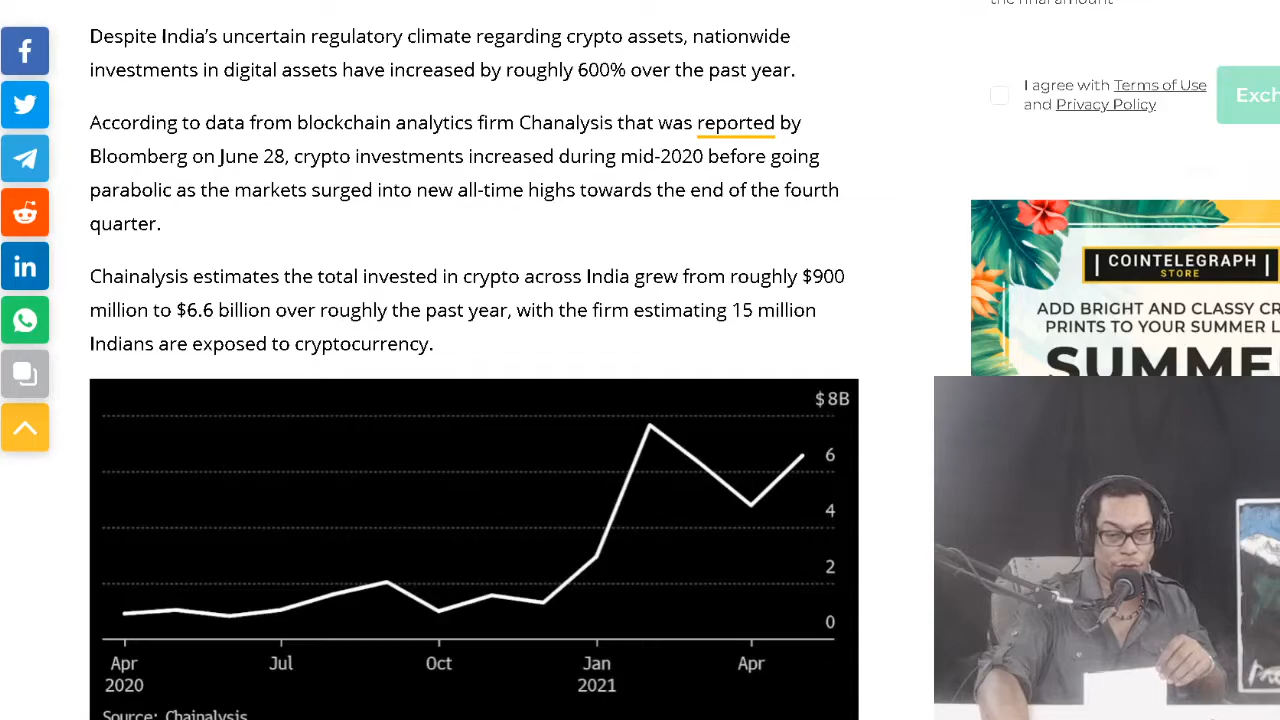 Despite India’s uncertain regulatory climate regarding crypto assets, nationwide
investments in digital assets have increased by roughly 600% over the past year.
According to data from blockchain analytics firm Chanalysis that was reported by
Bloomberg on June 28, crypto investments increased during mid-2020 before going
parabolic as the markets surged into new all-time highs towards the end of the fourth
quarter.
Chainalysis estimates the total invested in crypto across India grew from roughly $900
million to $6.6 billion over roughly the past year, with the firm estimating 15 million
Indians are exposed to cryptocurrency.
$8B
6
4
2
0
Apr Jul Oct Jan Apr
2020 2021
Source: Chainalysis
the final amount
I agree with Terms of Use
and Privacy Policy
Exch
| COINTELEGRAPH |
STORE
ADD BRIGHT AND CLASSY CR
PRINTS TO YOUR SUMMER L
SUMME